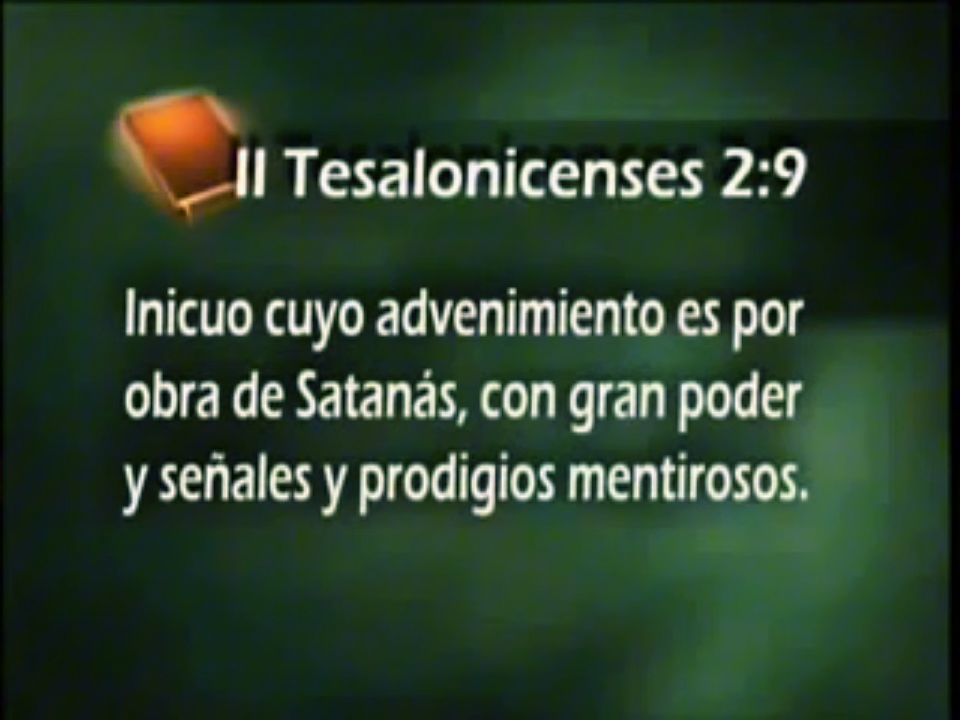 II Tesalonicenses 2:9
Inicuo cuyo advenimiento es por
obra de Satanás, con gran poder
y señales y prodigios mentirosos.